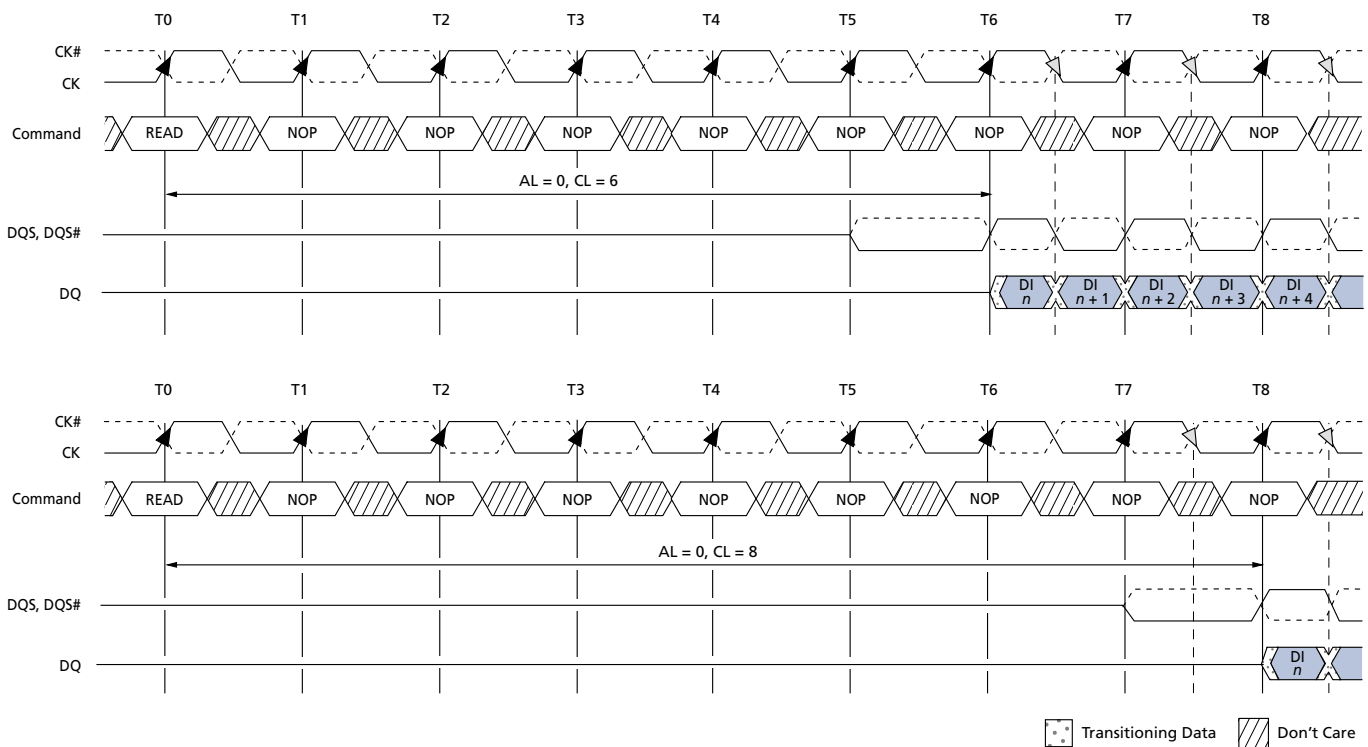 T0 T1 T2 T3 T4 T5 T6 T7 T8
CK#
CK
Command READ NOP NOP NOP NOP NOP NOP NOP NOP
AL = 0, CL = 6
DQS, DQS#
DQ DI n DI n + 1 DI n + 2 DI n + 3 DI n + 4
T0 T1 T2 T3 T4 T5 T6 T7 T8
CK#
CK
Command READ NOP NOP NOP NOP NOP NOP NOP NOP
AL = 0, CL = 8
DQS, DQS#
DQ DI n
Transitioning Data Don't Care